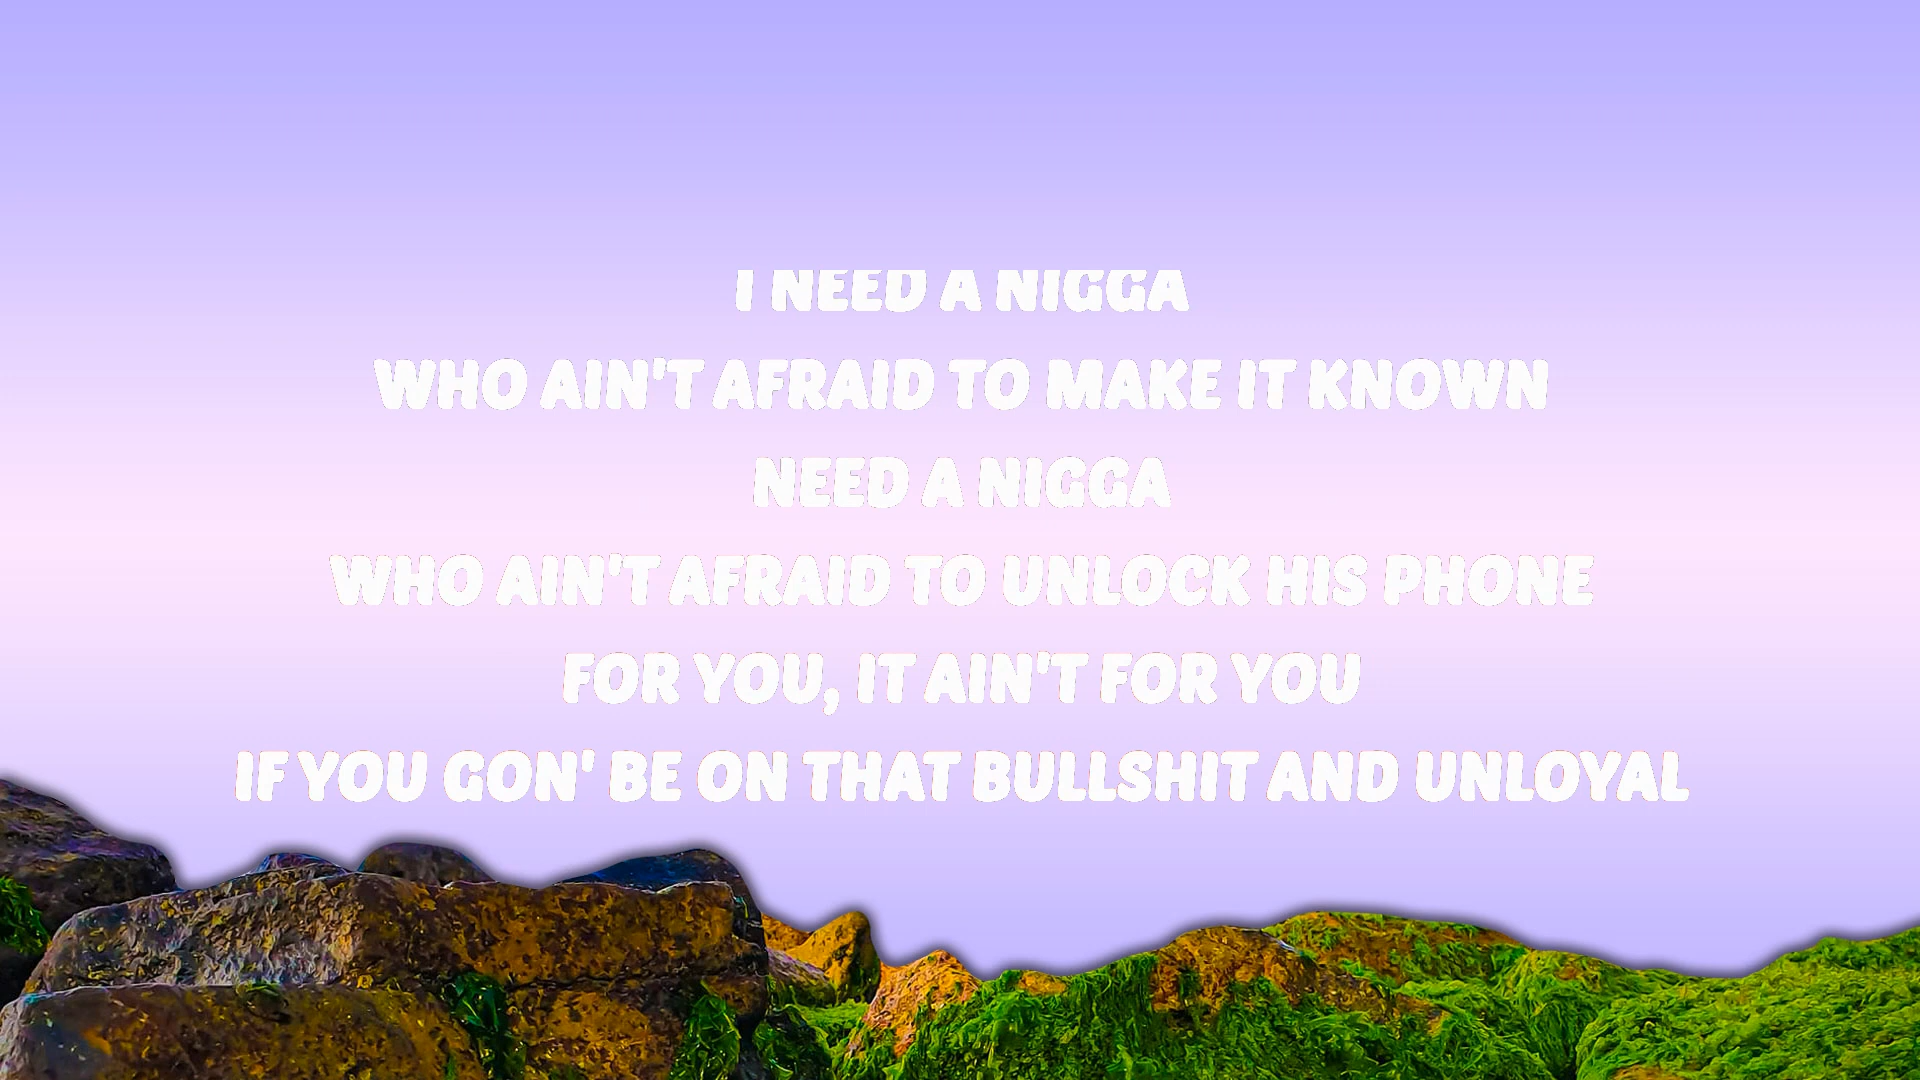 I NEED A NIGGA
WHO AIN'T AFRAID TO MAKE IT KNOWN
NEED A NIGGA
WHO AIN'T AFRAID TO UNLOCK HIS PHONE
FOR YOU, IT AIN'T FOR YOU
IF YOU GON' BE ON THAT BULLSHIT AND UNLOYAL